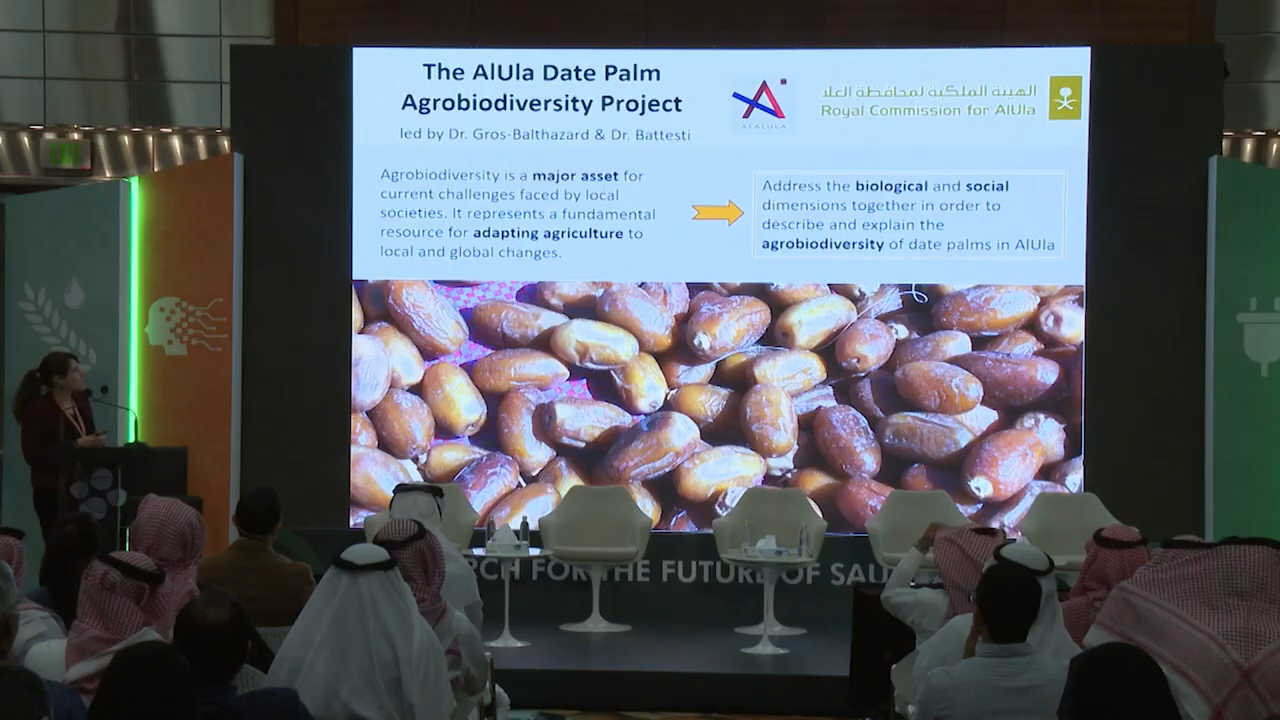 The AlUla Date Palm
Agrobiodiversity Project
led by Dr. Gros-Balthazard & Dr. Battesti
AFALULA
الهيئة الملكية لمحافظة العلا
Royal Commission for AlUla
Agrobiodiversity is a major asset for
current challenges faced by local
societies. It represents a fundamental
resource for adapting agriculture to
local and global changes.
Address the biological and social
dimensions together in order to
describe and explain the
agrobiodiversity of date palms in AlUla
FOR THE FUTURE OF